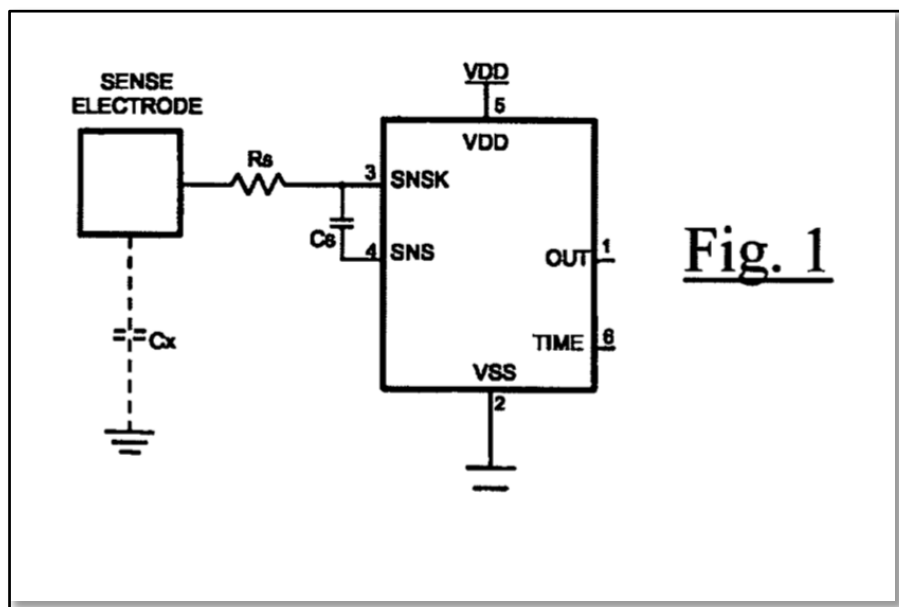 SENSE
ELECTRODE
VDD
5
VDD
Rs
3
SNSK
Cs
4
SNS
OUT
1
Fig. 1
Cx
TIME
6
VSS
2